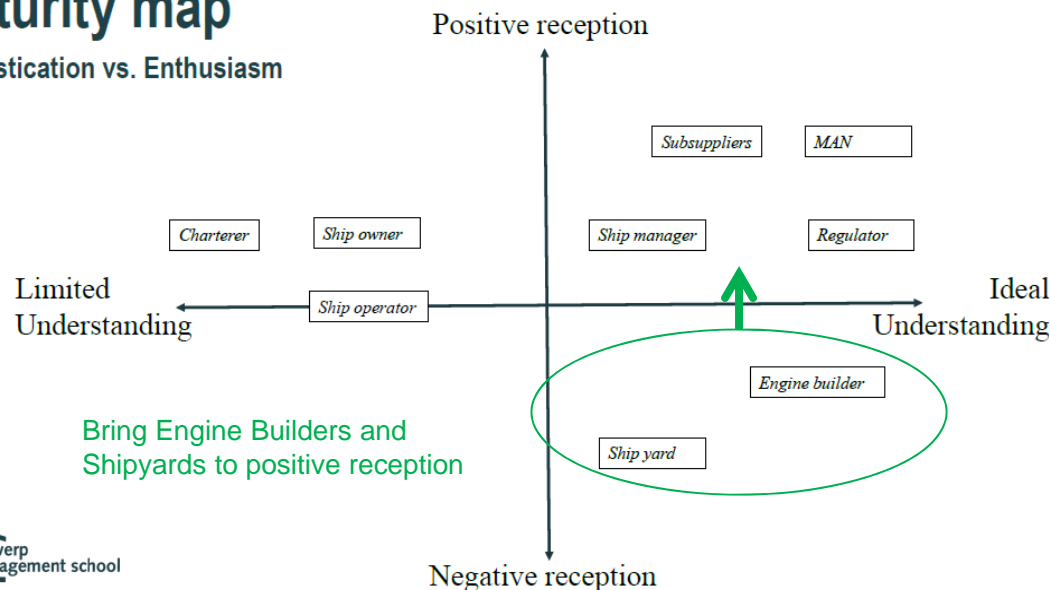 turity map
stication vs. Enthusiasm
Positive reception
Subsuppliers
MAN
Charterer
Ship owner
Ship manager
Regulator
Limited
Understanding
Ship operator
Ideal
Understanding
Engine builder
Bring Engine Builders and
Shipyards to positive reception
Ship yard
verp
agement school
Negative reception